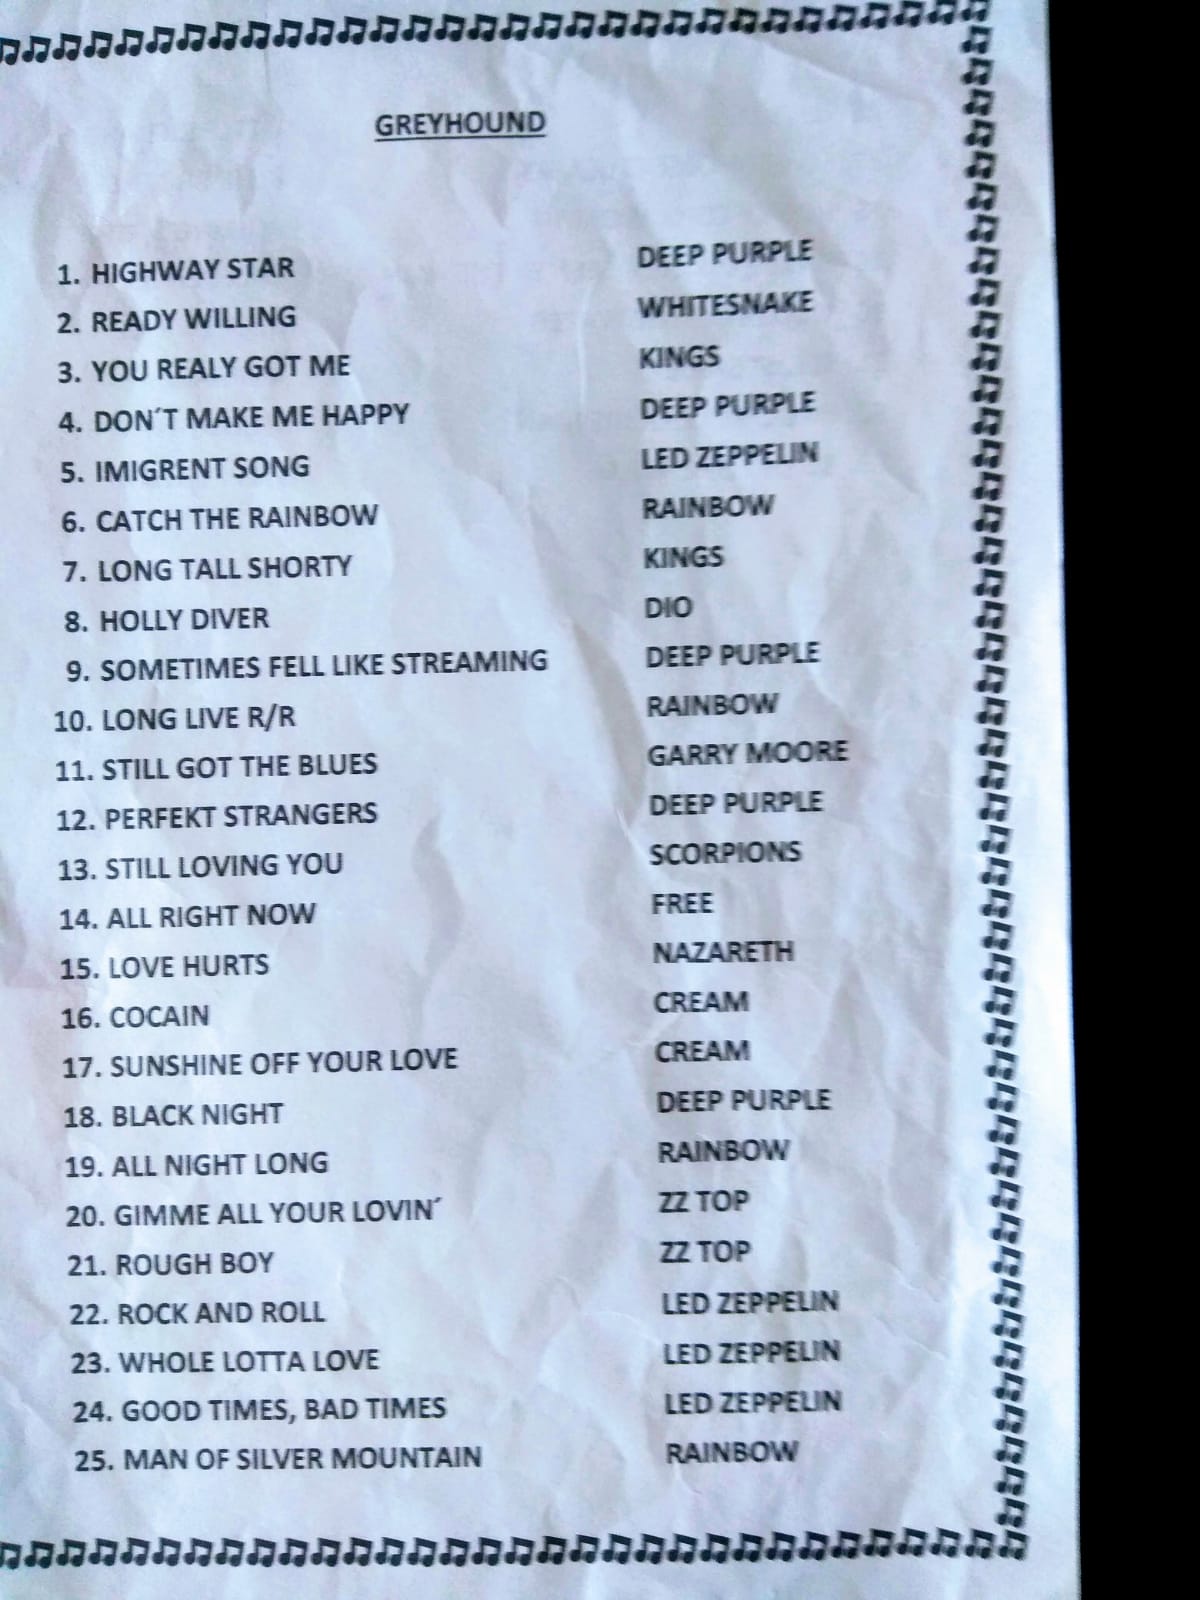 GREYHOUND
1. HIGHWAY STAR DEEP PURPLE
2. READY WILLING WHITESNAKE
3. YOU REALY GOT ME KINGS
4. DON´T MAKE ME HAPPY DEEP PURPLE
5. IMIGRENT SONG LED ZEPPELIN
6. CATCH THE RAINBOW RAINBOW
7. LONG TALL SHORTY KINGS
8. HOLLY DIVER DIO
9. SOMETIMES FELL LIKE STREAMING DEEP PURPLE
10. LONG LIVE R/R RAINBOW
11. STILL GOT THE BLUES GARRY MOORE
12. PERFEKT STRANGERS DEEP PURPLE
13. STILL LOVING YOU SCORPIONS
14. ALL RIGHT NOW FREE
15. LOVE HURTS NAZARETH
16. COCAIN CREAM
17. SUNSHINE OFF YOUR LOVE CREAM
18. BLACK NIGHT DEEP PURPLE
19. ALL NIGHT LONG RAINBOW
20. GIMME ALL YOUR LOVIN´ ZZ TOP
21. ROUGH BOY ZZ TOP
22. ROCK AND ROLL LED ZEPPELIN
23. WHOLE LOTTA LOVE LED ZEPPELIN
24. GOOD TIMES, BAD TIMES LED ZEPPELIN
25. MAN OF SILVER MOUNTAIN RAINBOW